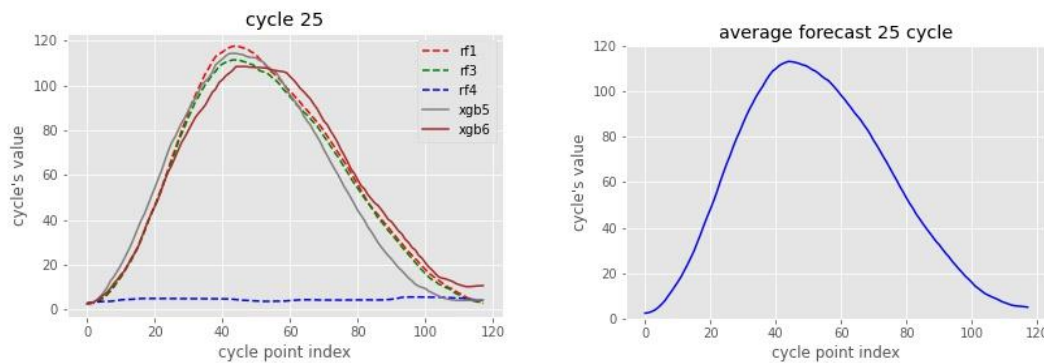 cycle 25
cycle's value
120
100
80
60
40
20
0
rf1
rf3
rf4
xgb5
xgb6
0 20 40 60 80 100 120
cycle point index
average forecast 25 cycle
cycle's value
120
100
80
60
40
20
0
0 20 40 60 80 100 120
cycle point index